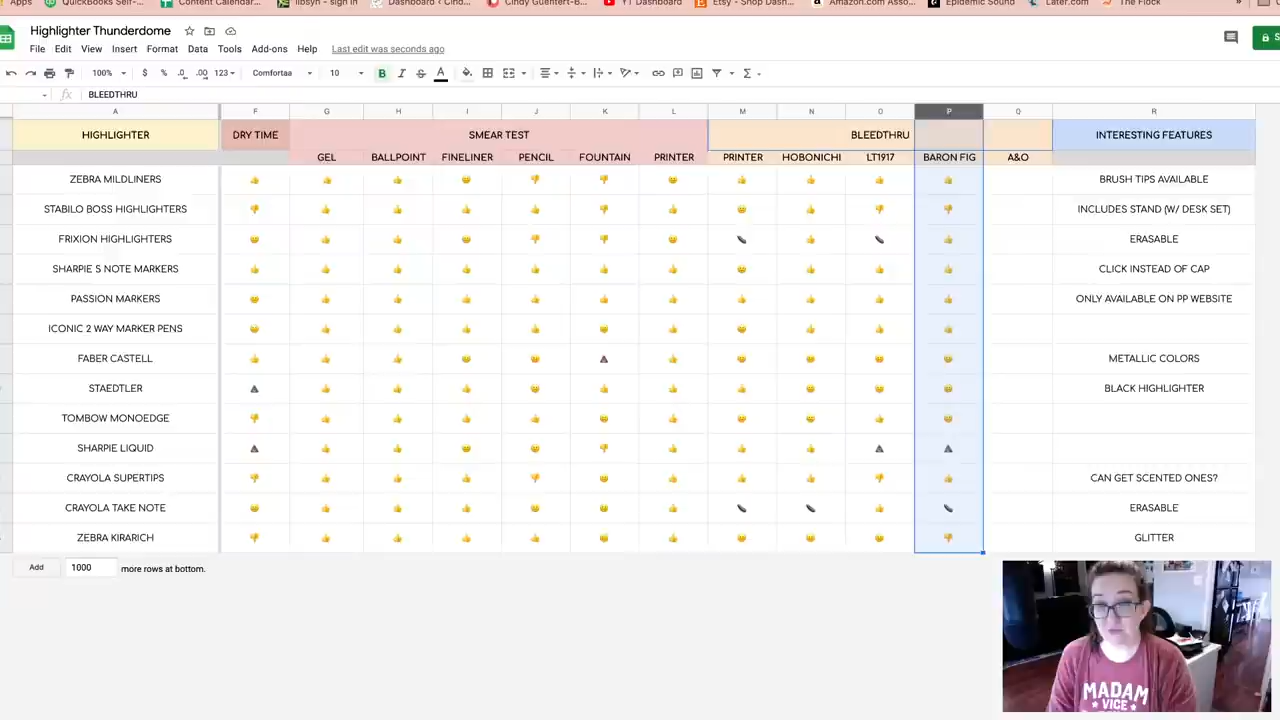 Apps QuickBooks Self-... Content Calendar... libsyn - sign in Dashboard ‹ Cind... Cindy Guentert-B... YT Dashboard Etsy - Shop Dash... Amazon.com Asso... Epidemic Sound Later.com The Flock
Highlighter Thunderdome
File Edit View Insert Format Data Tools Add-ons Help Last edit was seconds ago
100% $ % .0 .00 123 Comfortaa 10 B I S A
fx BLEEDTHRU
A F G H I J K L M N O P Q R
HIGHLIGHTER DRY TIME SMEAR TEST BLEEDTHRU INTERESTING FEATURES
GEL BALLPOINT FINELINER PENCIL FOUNTAIN PRINTER PRINTER HOBONICHI LT1917 BARON FIG A&O
ZEBRA MILDLINERS BRUSH TIPS AVAILABLE
STABILO BOSS HIGHLIGHTERS INCLUDES STAND (W/ DESK SET)
FRIXION HIGHLIGHTERS ERASABLE
SHARPIE S NOTE MARKERS CLICK INSTEAD OF CAP
PASSION MARKERS ONLY AVAILABLE ON PP WEBSITE
ICONIC 2 WAY MARKER PENS
FABER CASTELL METALLIC COLORS
STAEDTLER BLACK HIGHLIGHTER
TOMBOW MONOEDGE
SHARPIE LIQUID
CRAYOLA SUPERTIPS CAN GET SCENTED ONES?
CRAYOLA TAKE NOTE ERASABLE
ZEBRA KIRARICH GLITTER
Add 1000 more rows at bottom.
MADAM
VICE